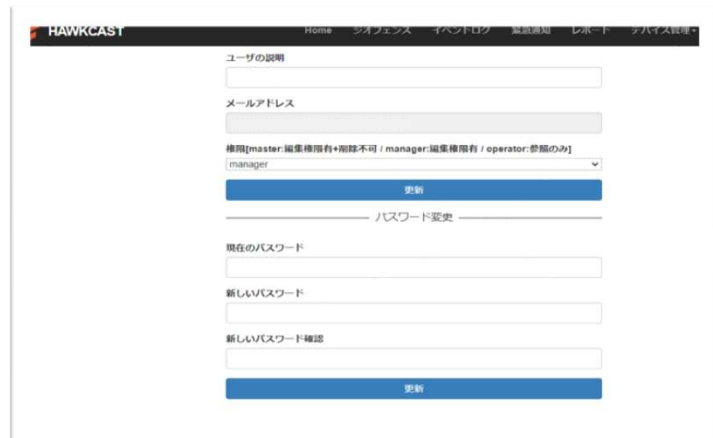 HAWKCAST Home ジオフェンス イベントログ 緊急通知 レポート デバイス管理
ユーザの説明
メールアドレス
権限[master:編集権限有+削除不可 / manager:編集権限有 / operator:参照のみ]
manager
更新
パスワード変更
現在のパスワード
新しいパスワード
新しいパスワード確認
更新